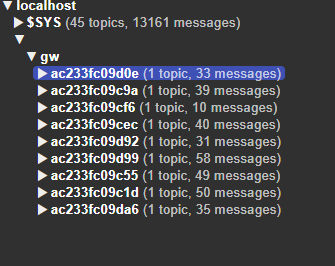 localhost
$SYS (45 topics, 13161 messages)
gw
ac233fc09d0e (1 topic, 33 messages)
ac233fc09c9a (1 topic, 39 messages)
ac233fc09cf6 (1 topic, 10 messages)
ac233fc09cec (1 topic, 40 messages)
ac233fc09d92 (1 topic, 31 messages)
ac233fc09d99 (1 topic, 58 messages)
ac233fc09c55 (1 topic, 49 messages)
ac233fc09c1d (1 topic, 50 messages)
ac233fc09da6 (1 topic, 35 messages)